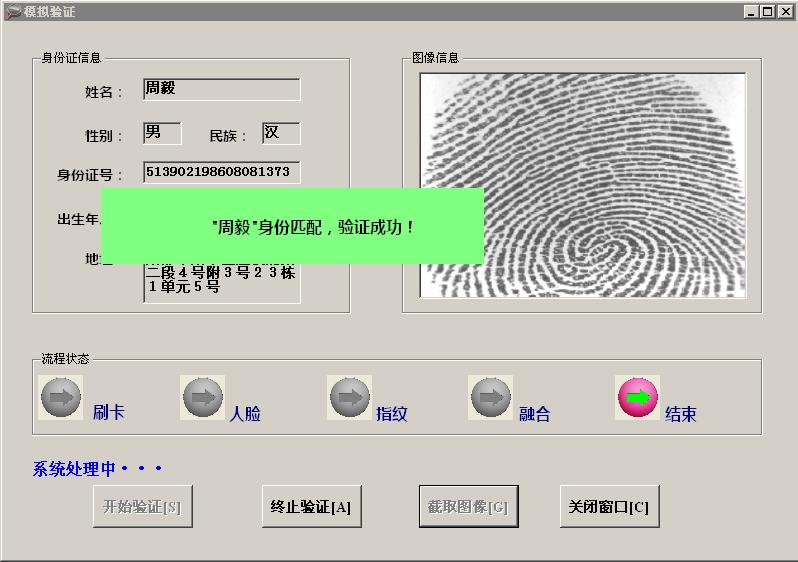 模拟验证
身份证信息
图像信息
姓名：
周毅
性别：
男
民族：
汉
身份证号：
513902198608081373
出生年
"周毅"身份匹配，验证成功！
二段４号附３号２３栋
１单元５号
流程状态
刷卡
人脸
指纹
融合
结束
系统处理中・・・
开始验证[S]
终止验证[A]
截取图像[G]
关闭窗口[C]